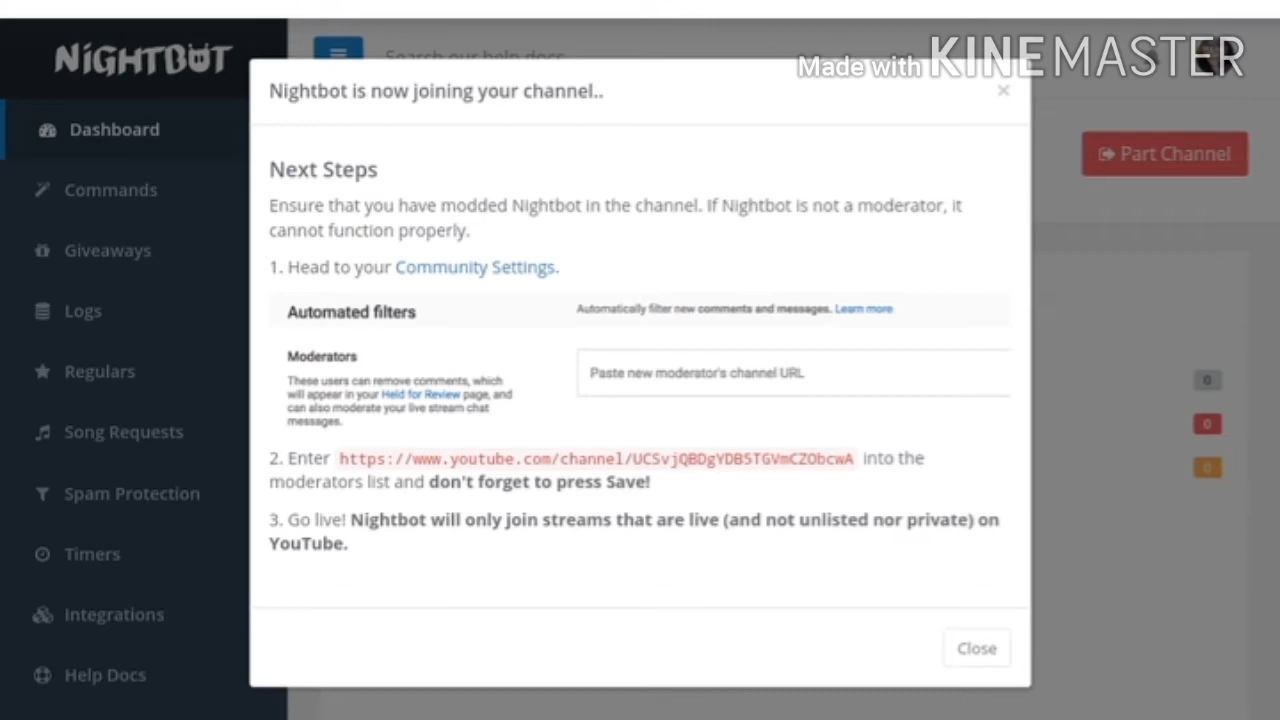 NiGHTBOT
Search our help docs
Made with KINEMASTER
Nightbot is now joining your channel..
×
Dashboard
Commands
Giveaways
Logs
Regulars
Song Requests
Spam Protection
Timers
Integrations
Help Docs
Part Channel
Next Steps
Ensure that you have modded Nightbot in the channel. If Nightbot is not a moderator, it
cannot function properly.
1. Head to your Community Settings.
Automated filters
Automatically filter new comments and messages. Learn more
Moderators
These users can remove comments, which
will appear in your Held for Review page, and
can also moderate your live stream chat
messages.
Paste new moderator's channel URL
0
0
0
2. Enter https://www.youtube.com/channel/UCSvjQBDgYDB5TGVmCZObcwA into the
moderators list and don't forget to press Save!
3. Go live! Nightbot will only join streams that are live (and not unlisted nor private) on
YouTube.
Close